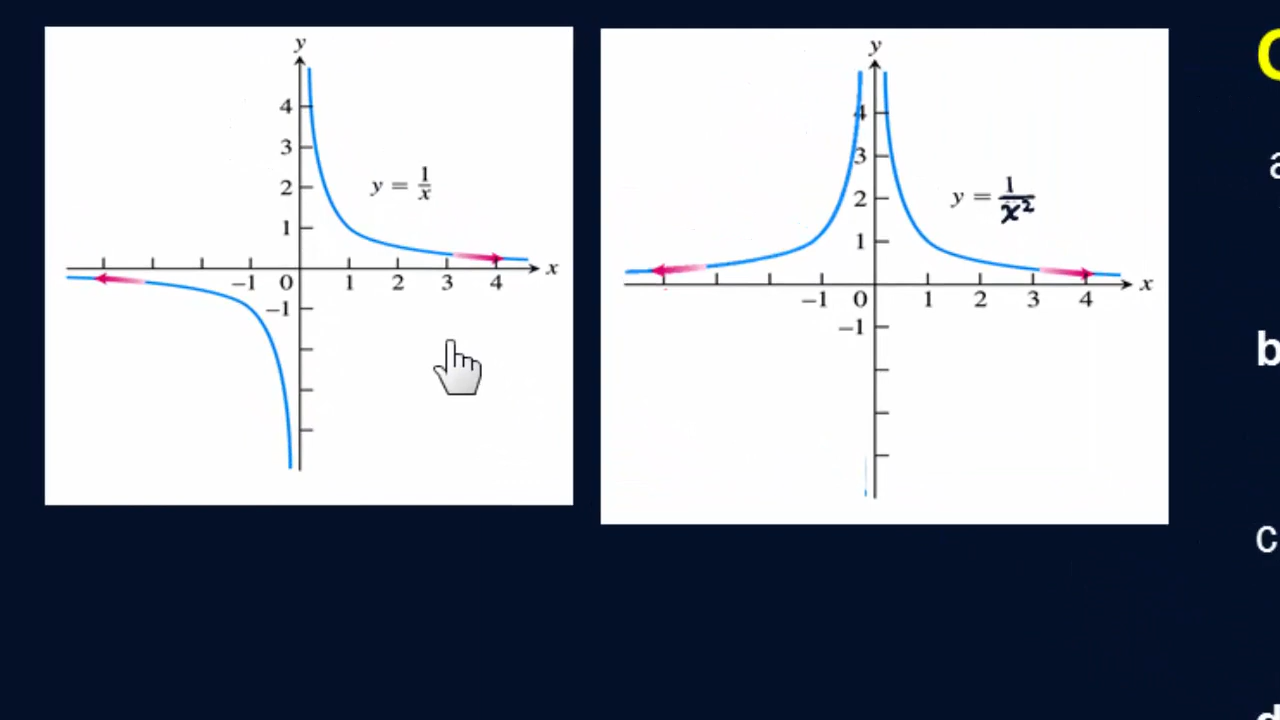 y
4
3
2
1
y = 1/x
-1 0 1 2 3 4 x
-1
y
4
3
2
1
y = 1/x²
-1 0 1 2 3 4 x
-1
a
b
c